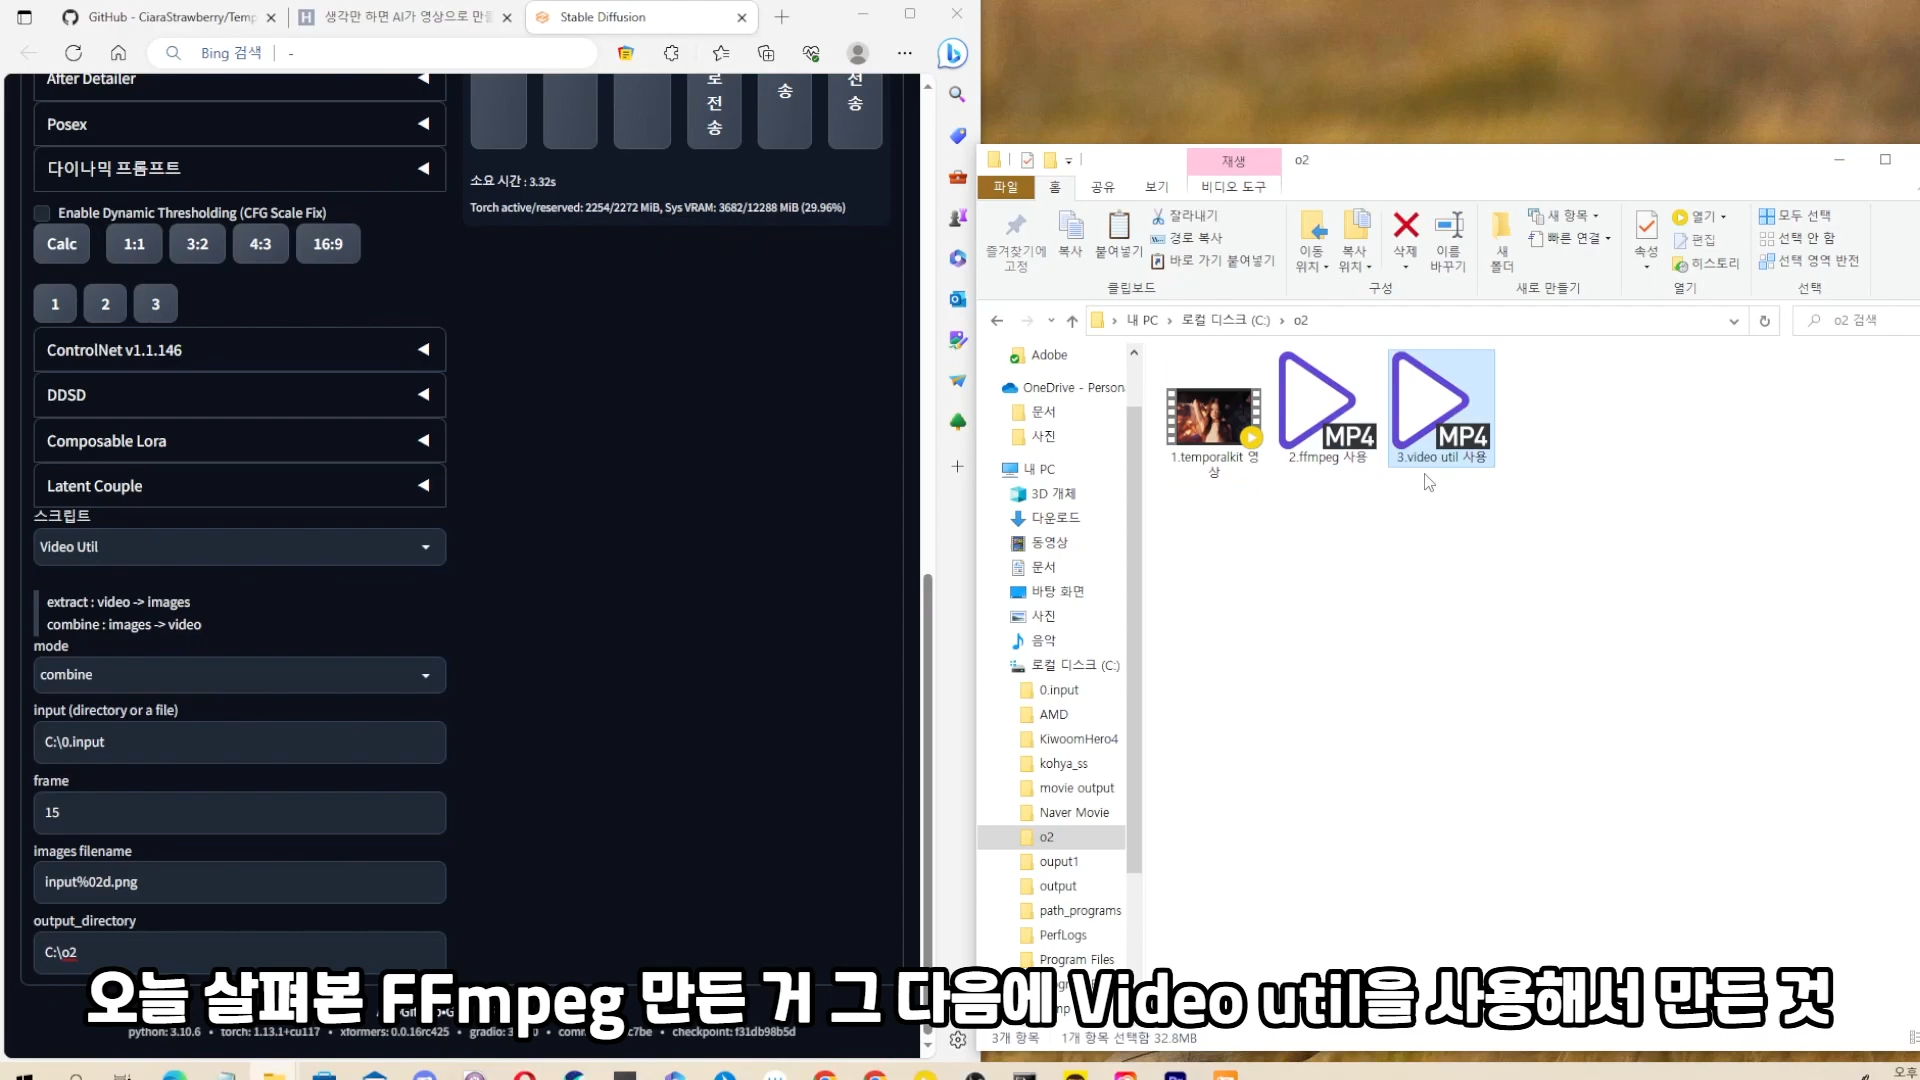 GitHub - CiaraStrawberry/Temp
생각만 하면 AI가 영상으로 만들
Stable Diffusion
Bing 검색
-
After Detailer
Posex
다이나믹 프롬프트
Enable Dynamic Thresholding (CFG Scale Fix)
Calc
1:1
3:2
4:3
16:9
1
2
3
ControlNet v1.1.146
DDSD
Composable Lora
Latent Couple
스크립트
Video Util
extract : video -> images
combine : images -> video
mode
combine
input (directory or a file)
C:\0.input
frame
15
images filename
input%02d.png
output_directory
C:\o2
로
전
송
송
전
송
소요 시간 : 3.32s
Torch active/reserved: 2254/2272 MiB, Sys VRAM: 3682/12288 MiB (29.96%)
재생
o2
파일
홈
공유
보기
비디오 도구
즐겨찾기에
고정
복사
붙여넣기
잘라내기
경로 복사
바로 가기 붙여넣기
클립보드
이동
위치
복사
위치
삭제
이름
바꾸기
구성
새
폴더
새 항목
빠른 연결
새로 만들기
속성
열기
편집
히스토리
열기
모두 선택
선택 안 함
선택 영역 반전
선택
내 PC
로컬 디스크 (C:)
o2
o2 검색
Adobe
OneDrive - Person
문서
사진
내 PC
3D 개체
다운로드
동영상
문서
바탕 화면
사진
음악
로컬 디스크 (C:)
0.input
AMD
KiwoomHero4
kohya_ss
movie output
Naver Movie
o2
ouput1
output
path_programs
PerfLogs
Program Files
1.temporalkit 영
상
MP4
2.ffmpeg 사용
MP4
3.video util 사용
오늘 살펴본 FFmpeg 만든 거 그 다음에 Video util을 사용해서 만든 것
python: 3.10.6 • torch: 1.13.1+cu117 • xformers: 0.0.16rc425 • gradio: 3 c7be • checkpoint: f31db98b5d
3개 항목
1개 항목 선택함 32.8MB
오후